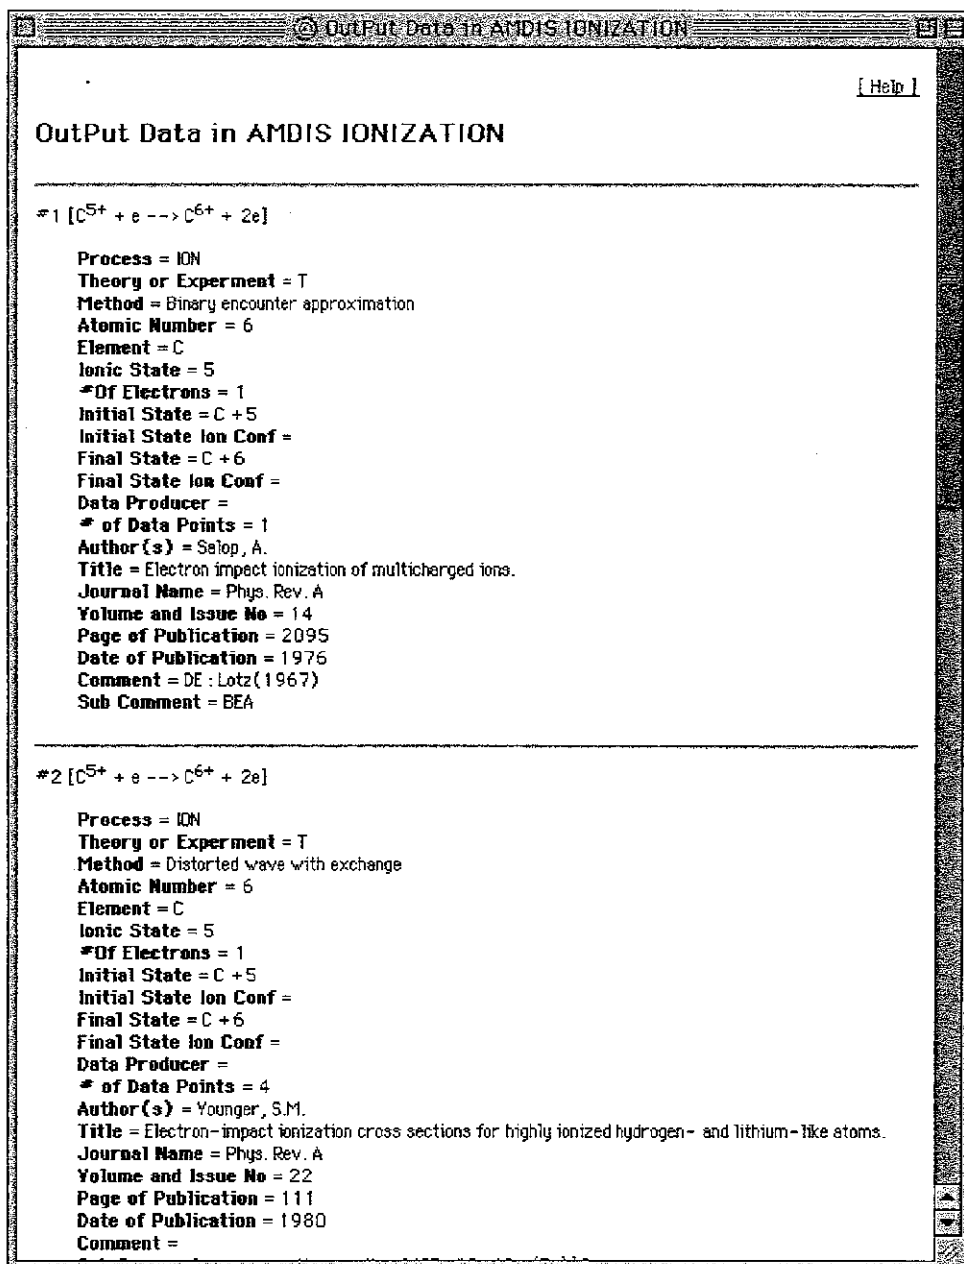 @ OutPut Data in AMDIS IONIZATION
[ Help ]
OutPut Data in AMDIS IONIZATION
#1 [C5+ + e --> C6+ + 2e]
Process = ION
Theory or Experment = T
Method = Binary encounter approximation
Atomic Number = 6
Element = C
Ionic State = 5
#Of Electrons = 1
Initial State = C +5
Initial State Ion Conf =
Final State = C +6
Final State Ion Conf =
Data Producer =
# of Data Points = 1
Author(s) = Salop, A.
Title = Electron impact ionization of multicharged ions.
Journal Name = Phys. Rev. A
Volume and Issue No = 14
Page of Publication = 2095
Date of Publication = 1976
Comment = DE : Lotz(1967)
Sub Comment = BEA
#2 [C5+ + e --> C6+ + 2e]
Process = ION
Theory or Experment = T
Method = Distorted wave with exchange
Atomic Number = 6
Element = C
Ionic State = 5
#Of Electrons = 1
Initial State = C +5
Initial State Ion Conf =
Final State = C +6
Final State Ion Conf =
Data Producer =
# of Data Points = 4
Author(s) = Younger, S.M.
Title = Electron-impact ionization cross sections for highly ionized hydrogen- and lithium-like atoms.
Journal Name = Phys. Rev. A
Volume and Issue No = 22
Page of Publication = 111
Date of Publication = 1980
Comment =